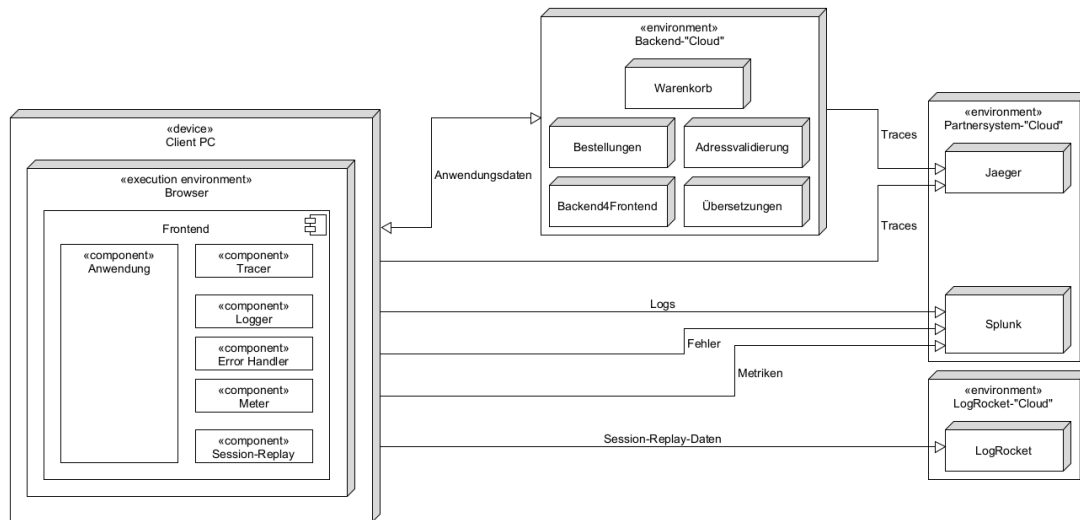 «device»
Client PC
«execution environment»
Browser
Frontend
«component»
Anwendung
«component»
Tracer
«component»
Logger
«component»
Error Handler
«component»
Meter
«component»
Session-Replay
Anwendungsdaten
«environment»
Backend-"Cloud"
Warenkorb
Bestellungen
Adressvalidierung
Backend4Frontend
Übersetzungen
Traces
Traces
Logs
Fehler
Metriken
Session-Replay-Daten
«environment»
Partnersystem-"Cloud"
Jaeger
Splunk
«environment»
LogRocket-"Cloud"
LogRocket